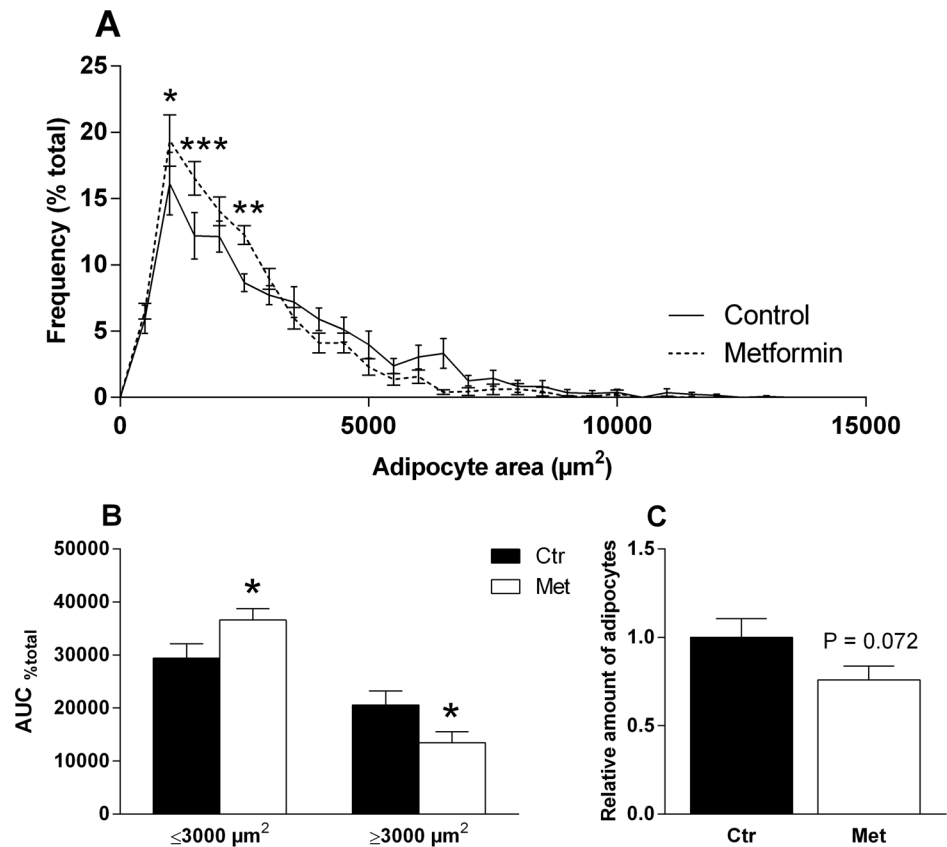 A
25
20
15
10
5
0
Frequency (% total)
*
***
**
Control
Metformin
0 5000 10000 15000
Adipocyte area (µm²)
B
50000
40000
30000
20000
10000
0
AUC %total
*
*
Ctr
Met
≤3000 µm² ≥3000 µm²
C
1.5
1.0
0.5
0.0
Relative amount of adipocytes
P = 0.072
Ctr Met